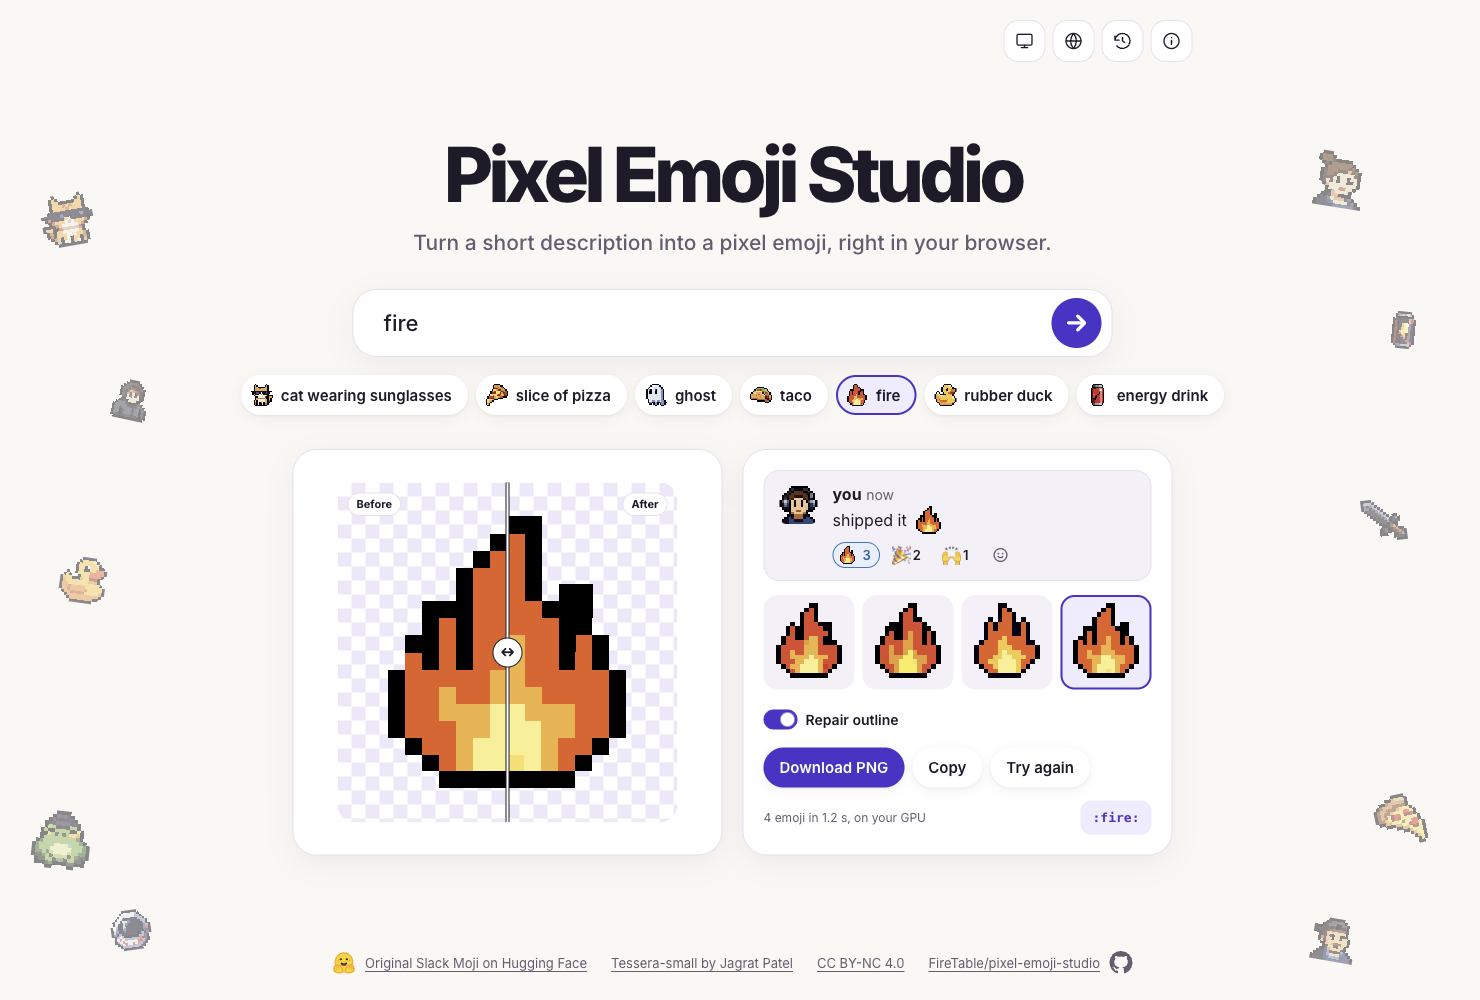 Pixel Emoji Studio
Turn a short description into a pixel emoji, right in your browser.
fire
cat wearing sunglasses
slice of pizza
ghost
taco
fire
rubber duck
energy drink
Before
After
you now
shipped it
3
2
1
Repair outline
Download PNG
Copy
Try again
4 emoji in 1.2 s, on your GPU
:fire:
Original Slack Moji on Hugging Face
Tessera-small by Jagrat Patel
CC BY-NC 4.0
FireTable/pixel-emoji-studio